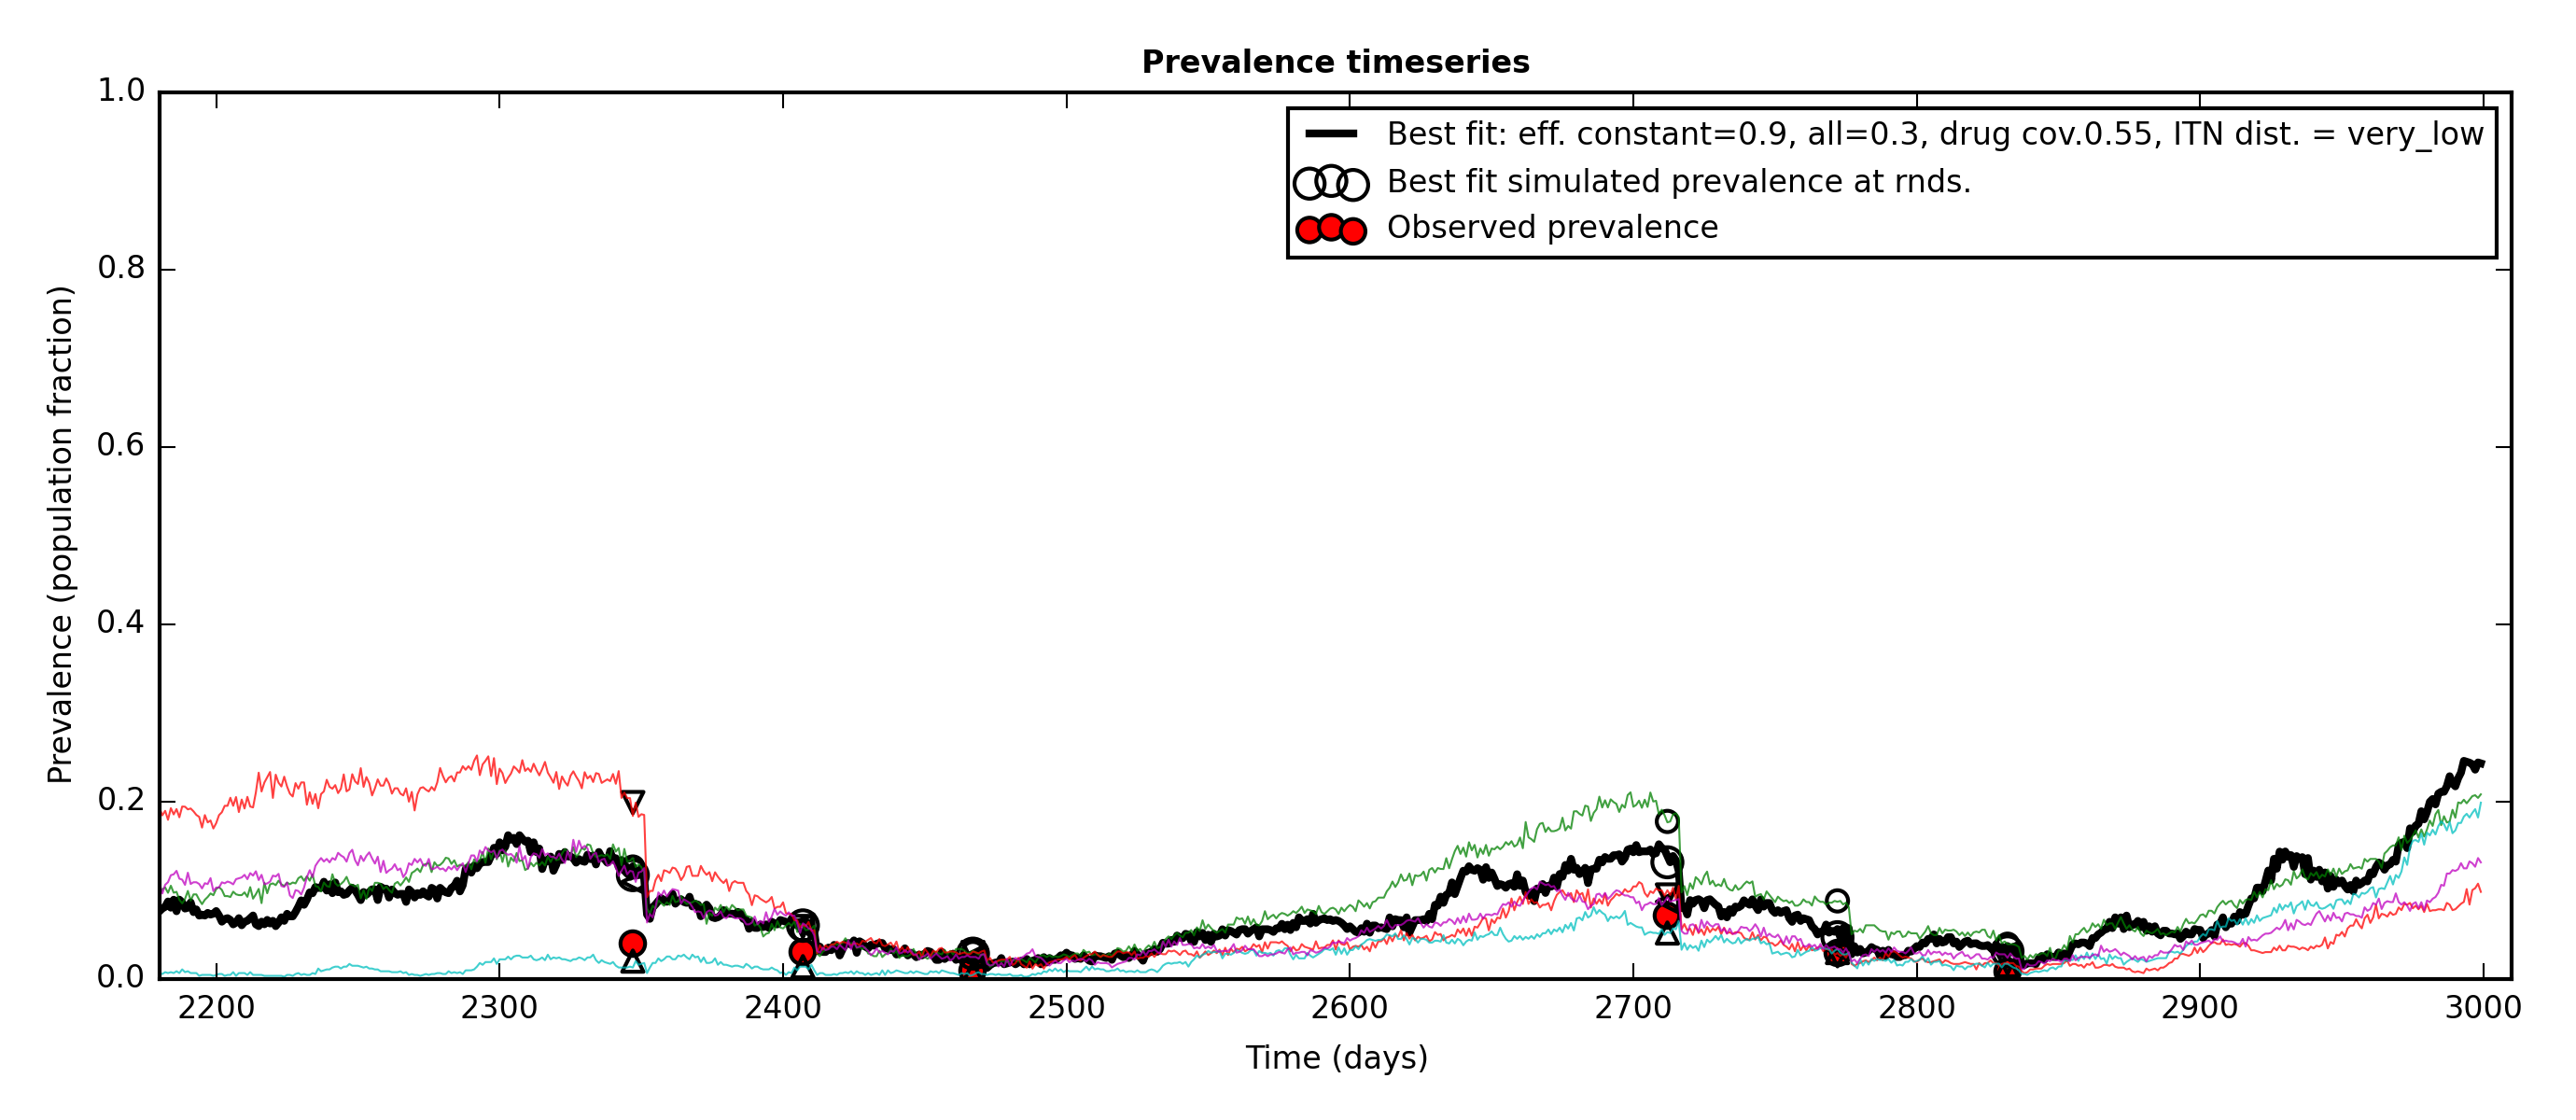 Prevalence timeseries
1.0
0.8
0.6
0.4
0.2
0.0
Prevalence (population fraction)
Best fit: eff. constant=0.9, all=0.3, drug cov.0.55, ITN dist. = very_low
Best fit simulated prevalence at rnds.
Observed prevalence
2200 2300 2400 2500 2600 2700 2800 2900 3000
Time (days)